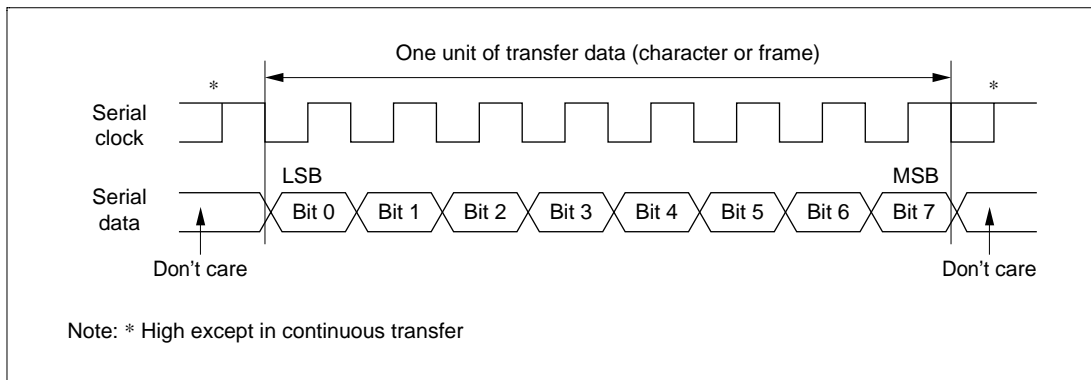 One unit of transfer data (character or frame)
* *
Serial
clock
LSB MSB
Serial
data
Bit 0 Bit 1 Bit 2 Bit 3 Bit 4 Bit 5 Bit 6 Bit 7
Don’t care Don’t care
Note: * High except in continuous transfer